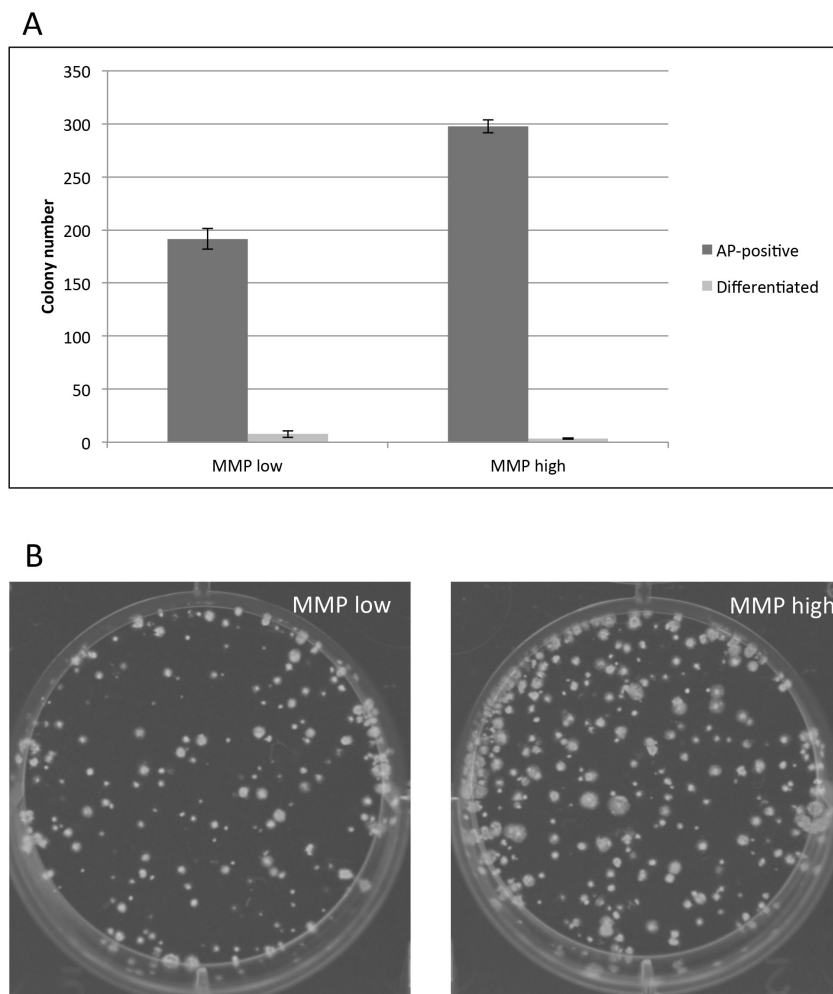 A
350
300
250
200
150
100
50
0
Colony number
MMP low
MMP high
AP-positive
Differentiated
B
MMP low
MMP high